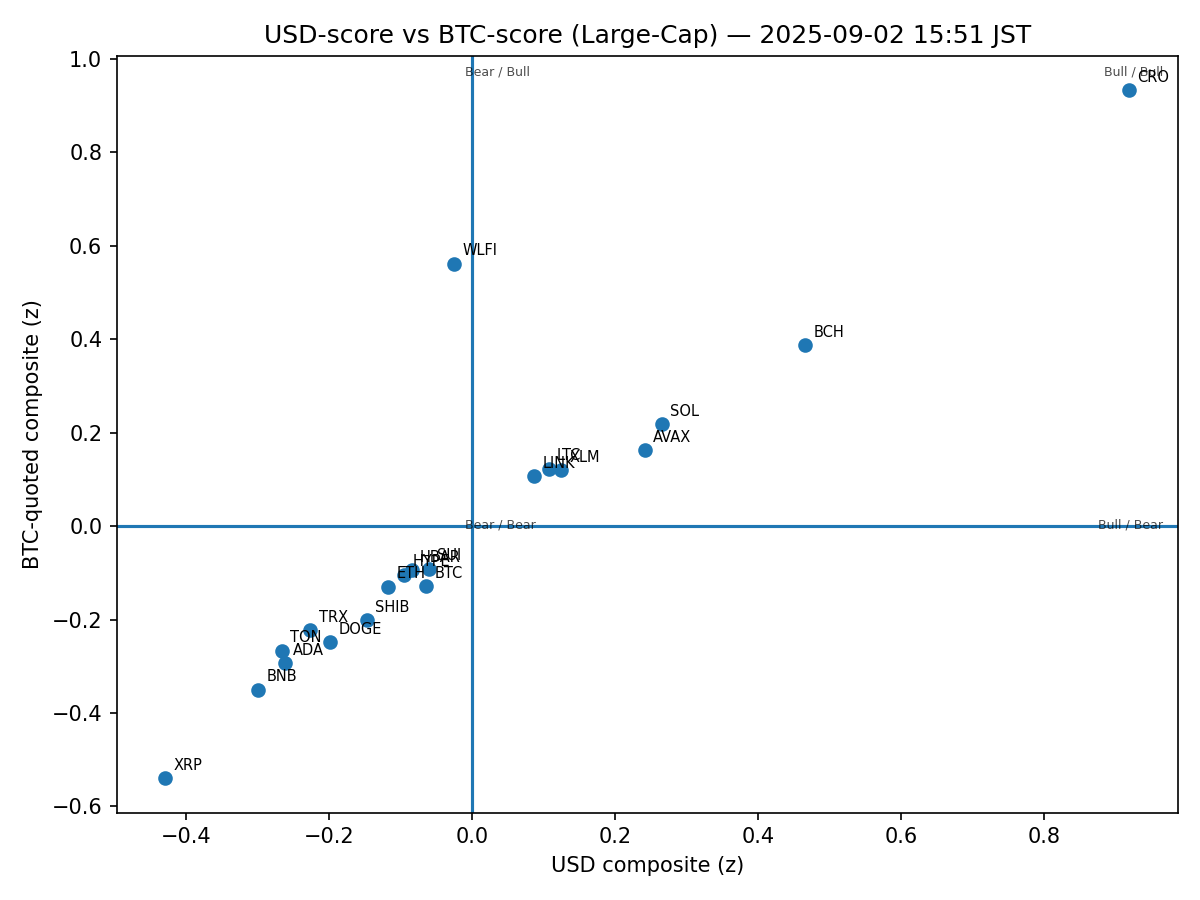 USD-score vs BTC-score (Large-Cap) — 2025-09-02 15:51 JST
1.0
0.8
0.6
0.4
0.2
0.0
−0.2
−0.4
−0.6
BTC-quoted composite (z)
Bear / Bull
Bull / Bull
CRO
WLFI
BCH
SOL
AVAX
LTC
XLM
LINK
Bear / Bear
Bull / Bear
SUI
HBAR
HYPE
ETH
BTC
SHIB
TRX
DOGE
TON
ADA
BNB
XRP
−0.4
−0.2
0.0
0.2
0.4
0.6
0.8
USD composite (z)